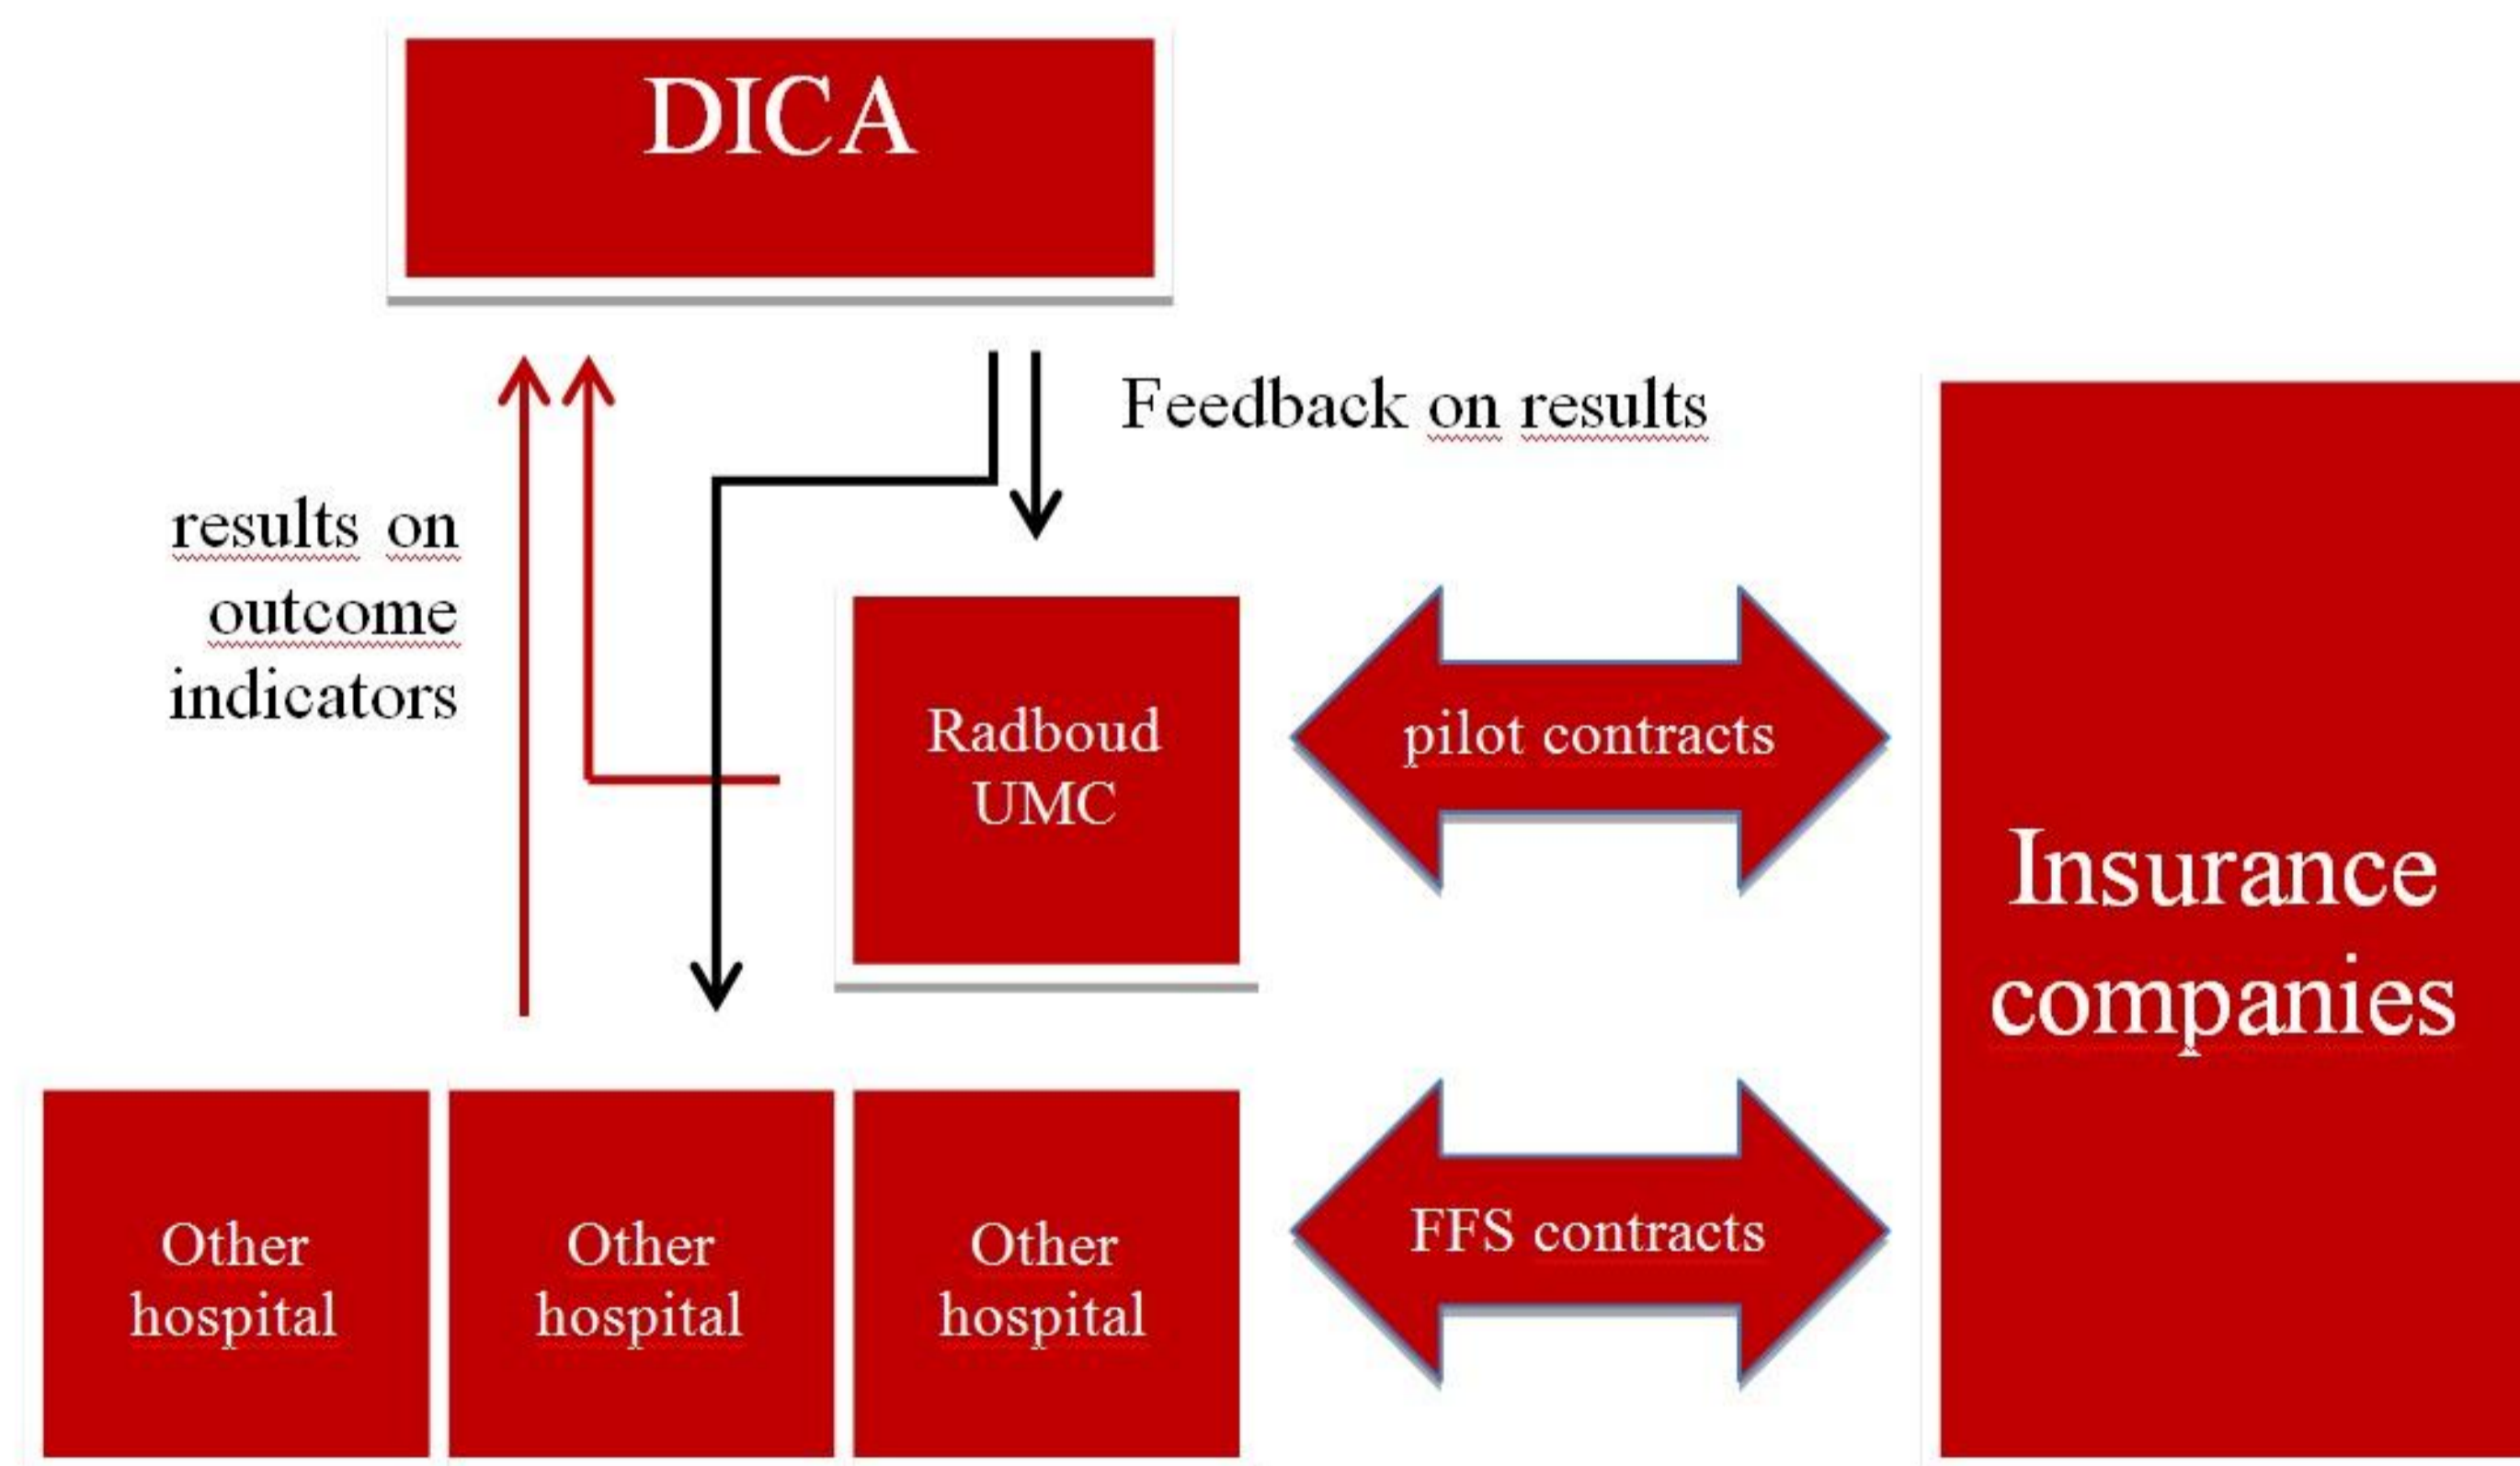 DICA
Feedback on results
results on
outcome
indicators
Radboud
UMC
pilot contracts
Insurance
companies
Other
hospital
Other
hospital
Other
hospital
FFS contracts